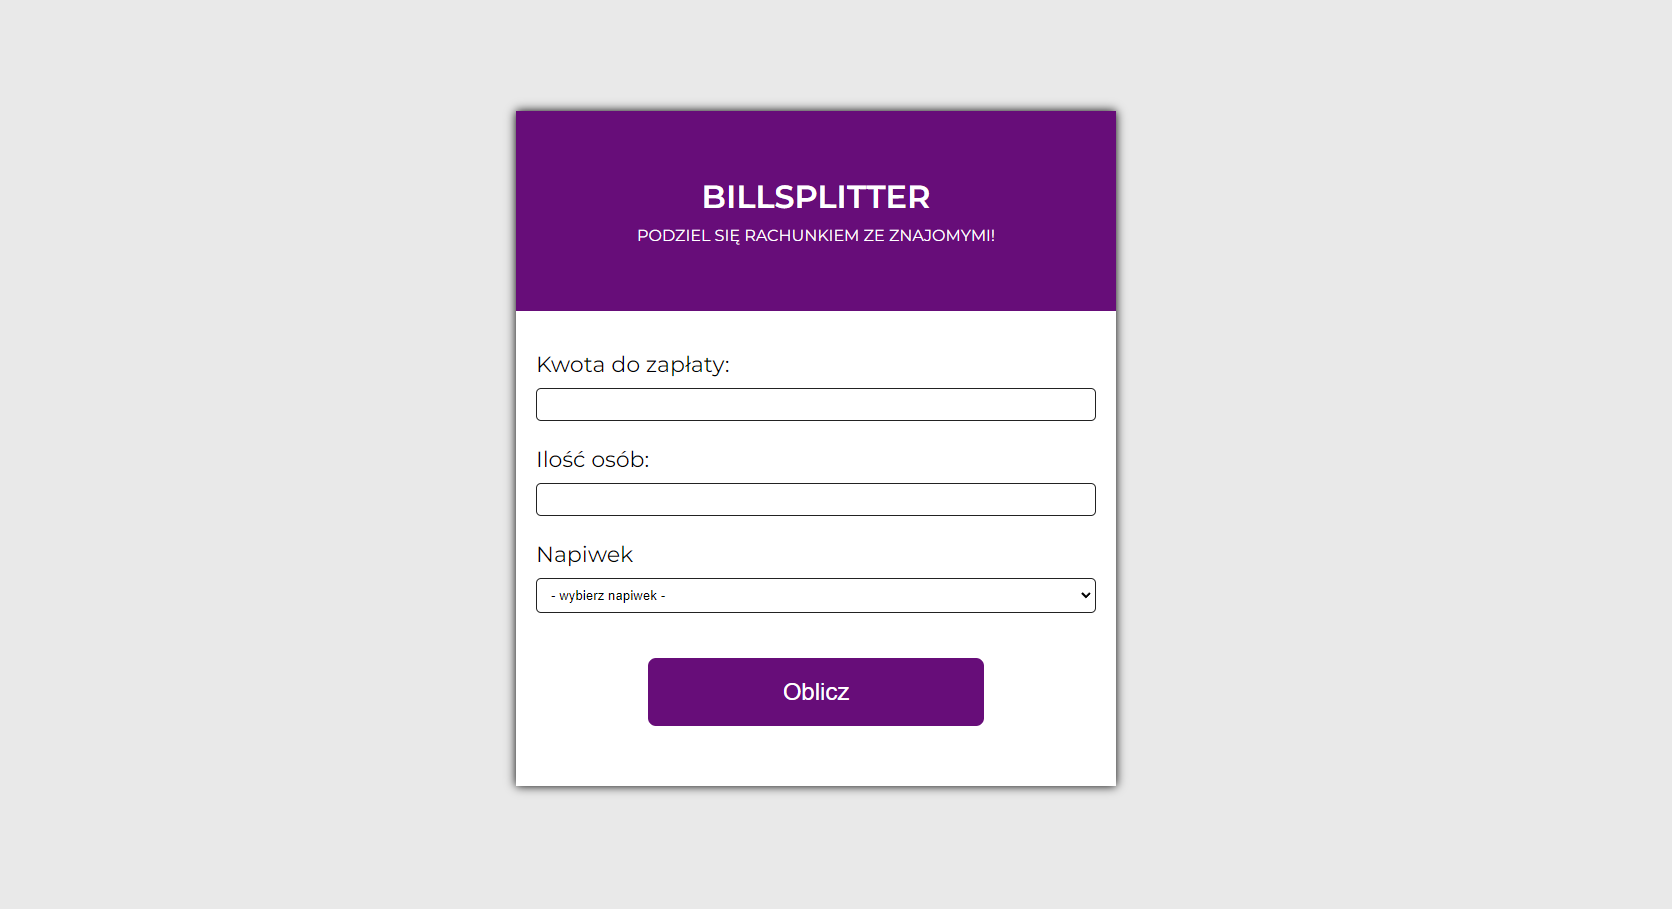 BILLSPLITTER
PODZIEL SIĘ RACHUNKIEM ZE ZNAJOMYMI!
Kwota do zapłaty:
Ilość osób:
Napiwek
- wybierz napiwek -
Oblicz